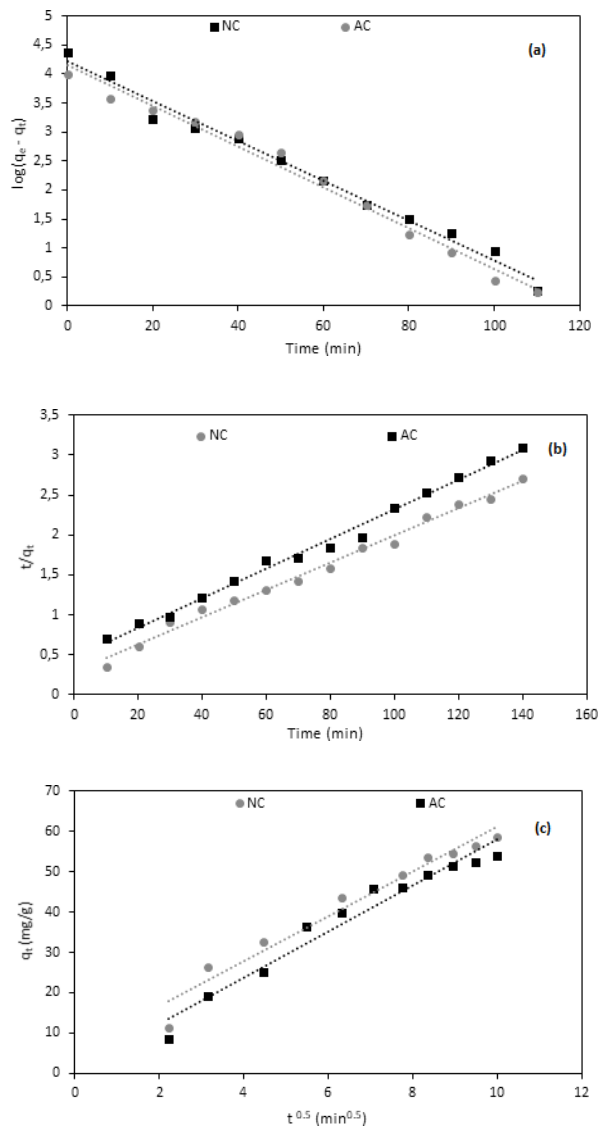 NC AC
(a)
5
4,5
4
3,5
3
2,5
2
1,5
1
0,5
0
log(qe - qt)
0 20 40 60 80 100 120
Time (min)
NC AC
(b)
3,5
3
2,5
2
1,5
1
0,5
0
t/qt
0 20 40 60 80 100 120 140 160
Time (min)
NC AC
(c)
70
60
50
40
30
20
10
0
qt (mg/g)
0 2 4 6 8 10 12
t 0.5 (min0.5)